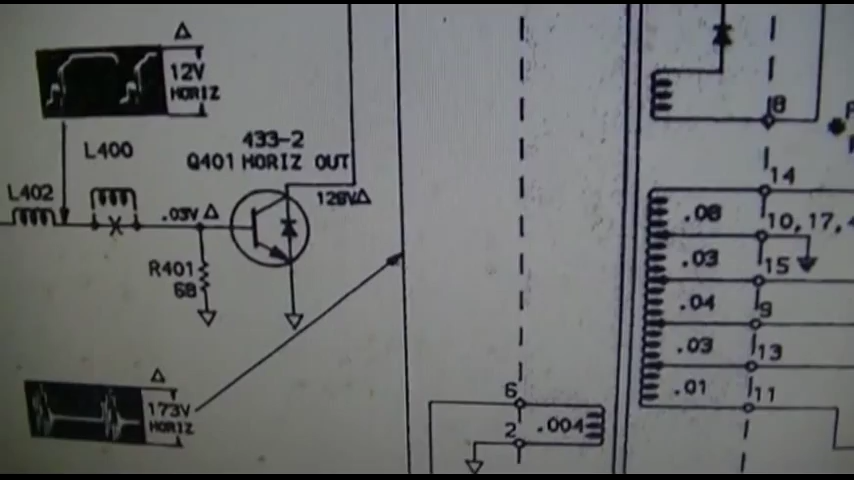 △
12V
HORIZ
L400
433-2
Q401 HORIZ OUT
L402
.03V △
128V△
R401
68
△
173V
HORIZ
6
2
.004
8
14
.08
10, 17, 4
.03
15
.04
9
.03
13
.01
11